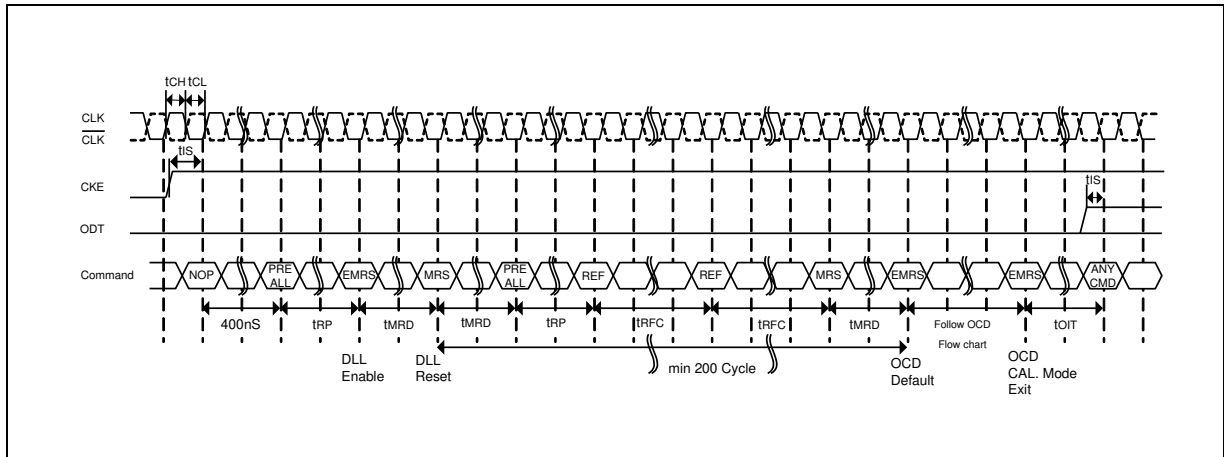 tCH tCL
CLK
CLK
tIS
CKE
tIS
ODT
Command
NOP
PRE
ALL
EMRS
MRS
PRE
ALL
REF
REF
MRS
EMRS
EMRS
ANY
CMD
400nS
tRP
tMRD
tMRD
tRP
tRFC
tRFC
tMRD
Follow OCD
Flow chart
tOIT
DLL
Enable
DLL
Reset
min 200 Cycle
OCD
Default
OCD
CAL. Mode
Exit